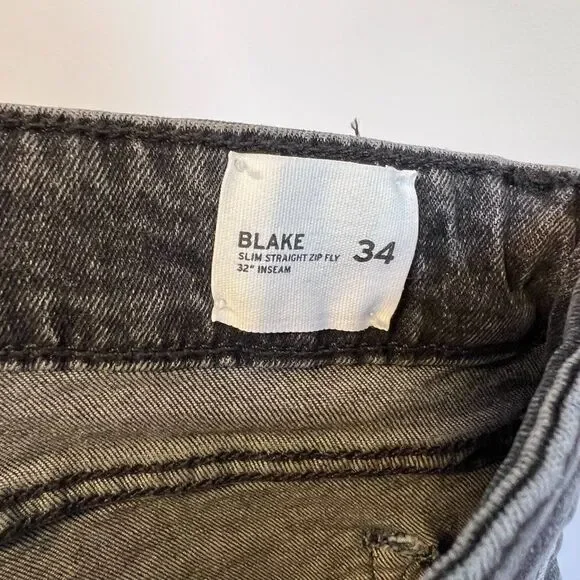 BLAKE
SLIM STRAIGHT ZIP FLY
32" INSEAM
34